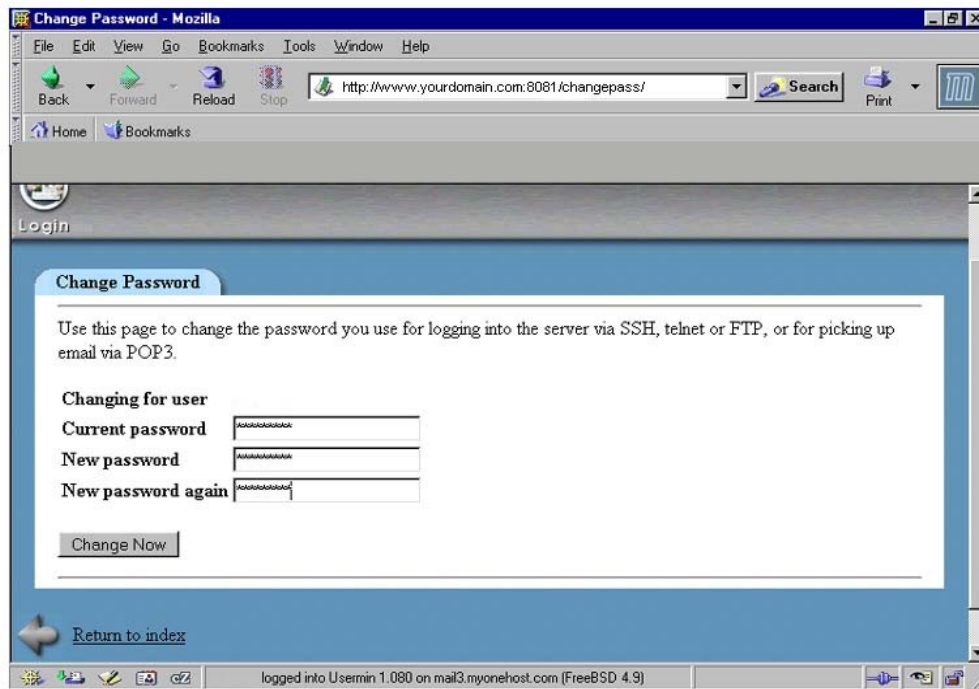 Change Password - Mozilla
File Edit View Go Bookmarks Tools Window Help
Back Forward Reload Stop http://www.yourdomain.com:8081/changepass/ Search Print
Home Bookmarks
Login
Change Password
Use this page to change the password you use for logging into the server via SSH, telnet or FTP, or for picking up
email via POP3.
Changing for user
Current password **********
New password **********
New password again **********
Change Now
Return to index
logged into Usermin 1.080 on mail3.myonehost.com (FreeBSD 4.9)